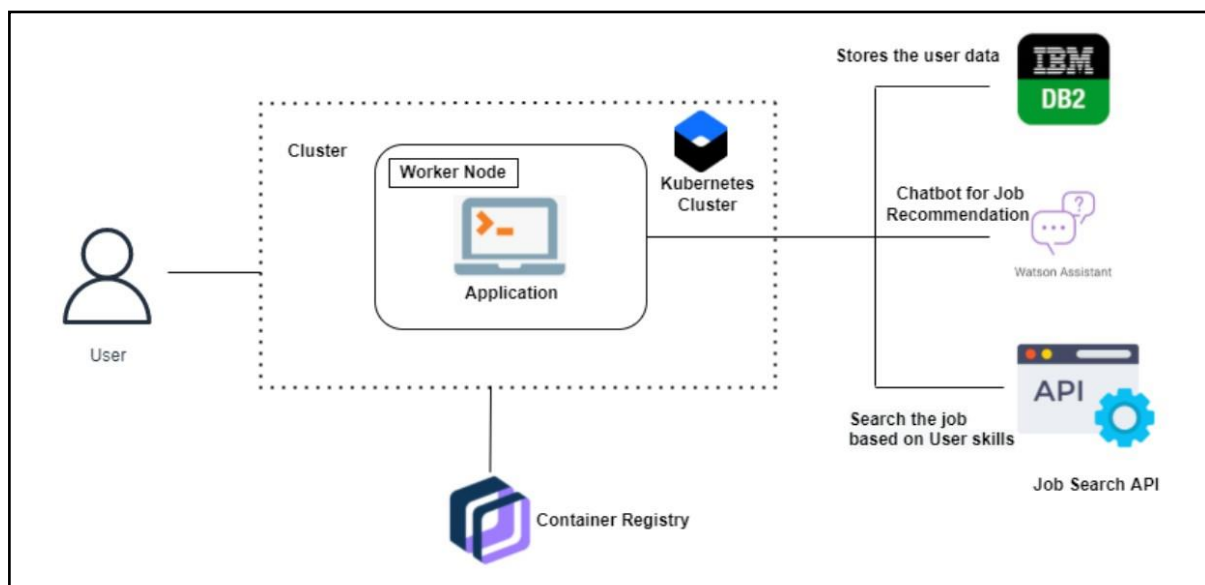 Stores the user data
IBM
DB2
Cluster
Worker Node
Kubernetes
Cluster
Chatbot for Job
Recommendation
Watson Assistant
Application
User
API
Search the job
based on User skills
Job Search API
Container Registry